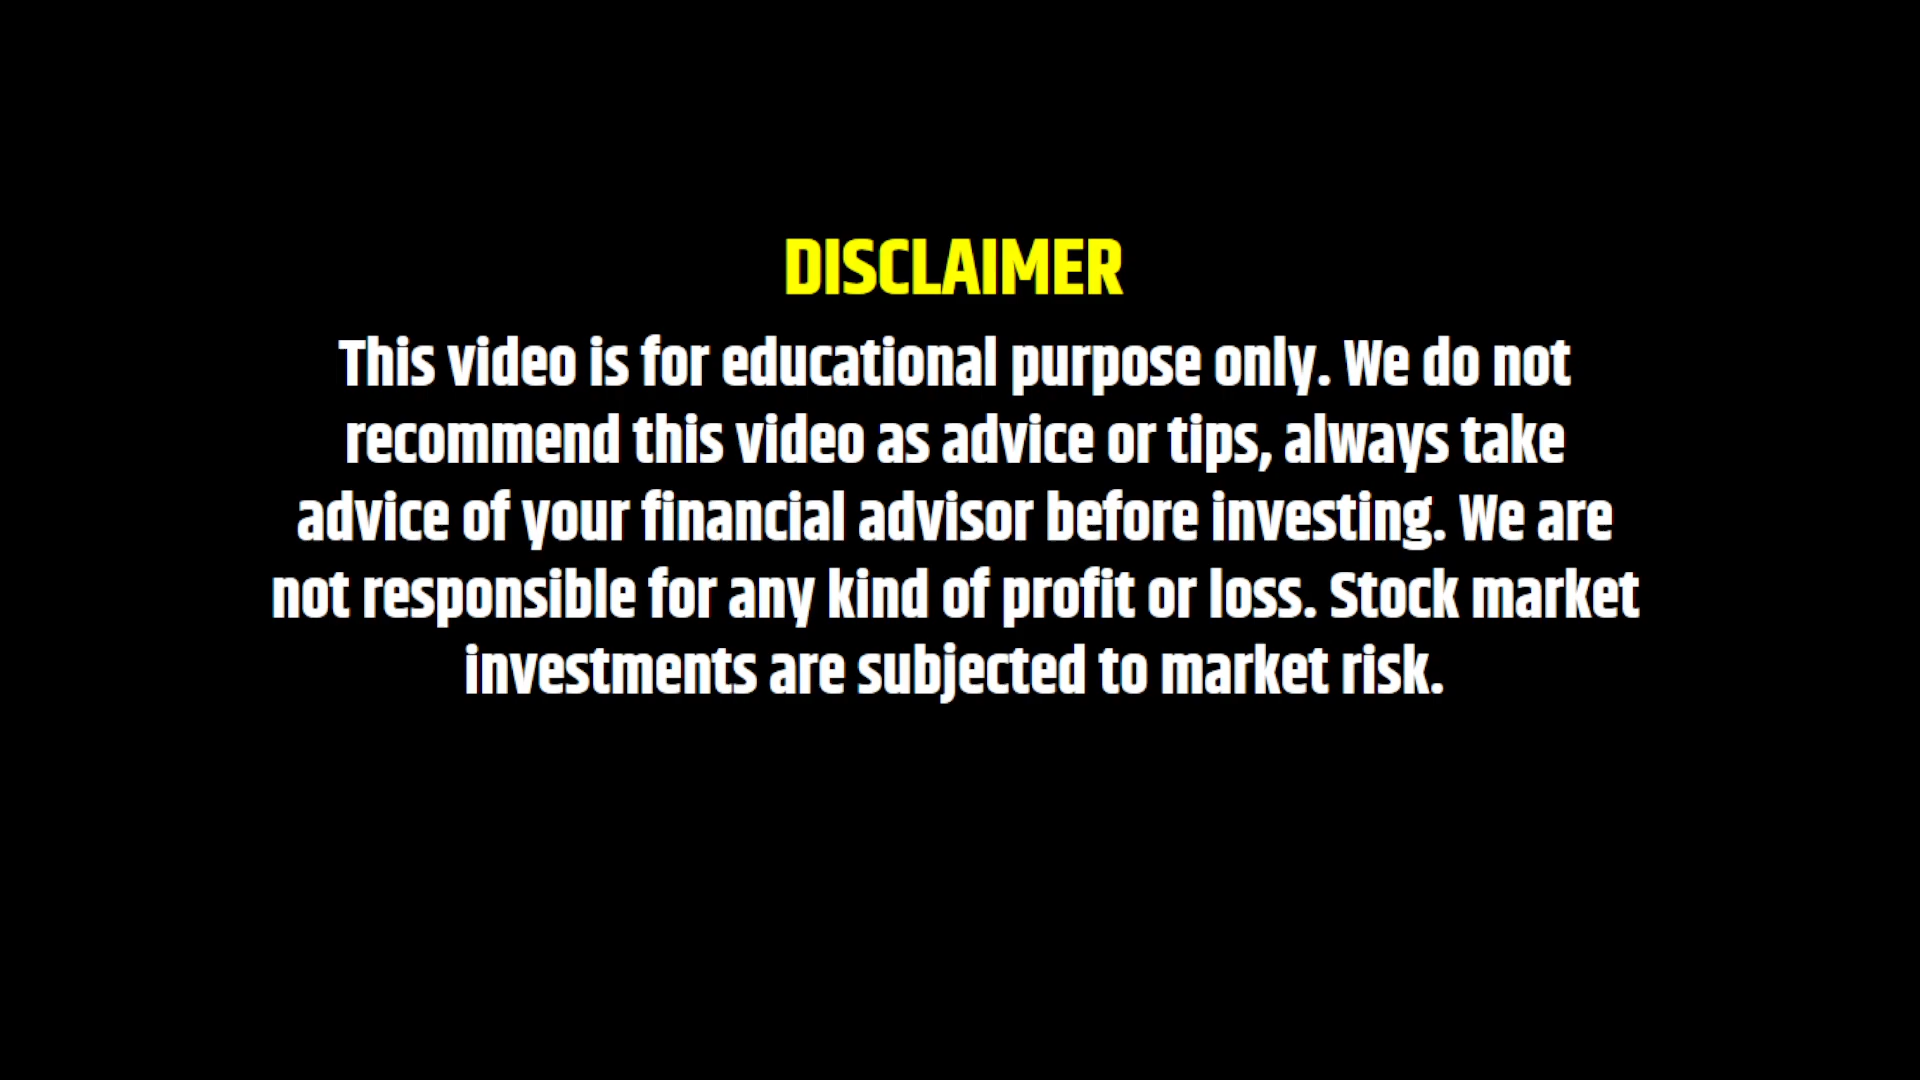 DISCLAIMER
This video is for educational purpose only. We do not
recommend this video as advice or tips, always take
advice of your financial advisor before investing. We are
not responsible for any kind of profit or loss. Stock market
investments are subjected to market risk.